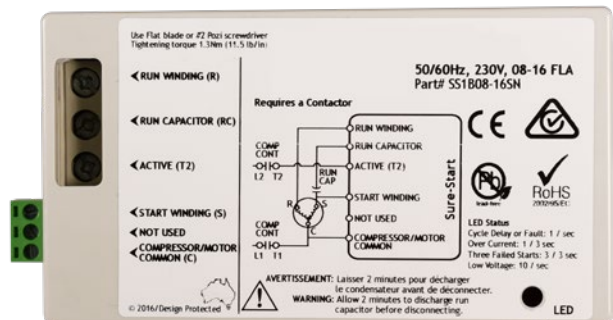 Use Flat blade or #2 Pozi screwdriver
Tightening torque 1.3Nm (11.5 lb/in)
RUN WINDING (R)
RUN CAPACITOR (RC)
ACTIVE (T2)
START WINDING (S)
NOT USED
COMPRESSOR/MOTOR
COMMON (C)
© 2016/Design Protected
Requires a Contactor
COMP
CONT
L2 T2
RUN
CAP
R S
C
COMP
CONT
L1 T1
RUN WINDING
RUN CAPACITOR
ACTIVE (T2)
START WINDING
NOT USED
COMPRESSOR/MOTOR
COMMON
Sure-Start
AVERTISSEMENT: Laisser 2 minutes pour décharger
le condensateur avant de déconnecter.
WARNING: Allow 2 minutes to discharge run
capacitor before disconnecting.
50/60Hz, 230V, 08-16 FLA
Part# SS1B08-16SN
CE
Pb
RoHS
2002/95/EC
LED Status
Cycle Delay or Fault: 1 / sec
Over Current: 1 / 3 sec
Three Failed Starts: 3 / 3 sec
Low Voltage: 10 / sec
LED